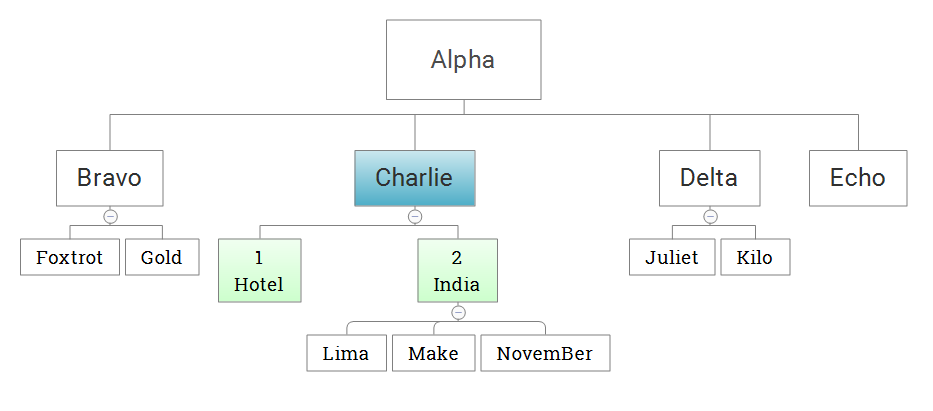 Alpha
Bravo
Charlie
Delta
Echo
Foxtrot
Gold
1
Hotel
2
India
Juliet
Kilo
Lima
Make
NovemBer